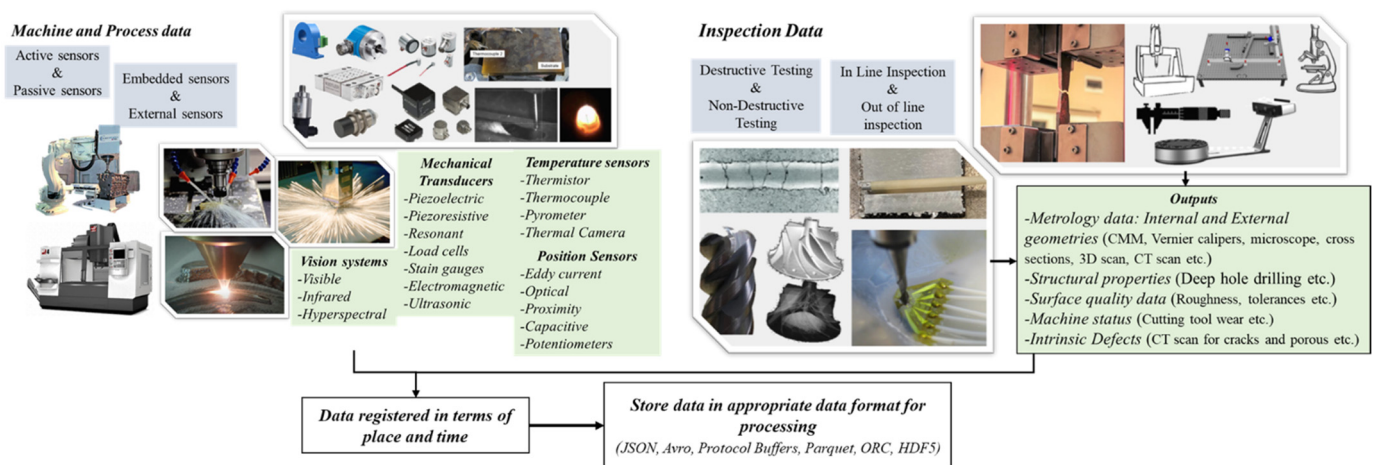 Machine and Process data
Active sensors
&
Passive sensors
Embedded sensors
&
External sensors
Thermocouple 2
Substrate
Vision systems
-Visible
-Infrared
-Hyperspectral
Mechanical
Transducers
-Piezoelectric
-Piezoresistive
-Resonant
-Load cells
-Stain gauges
-Electromagnetic
-Ultrasonic
Temperature sensors
-Thermistor
-Thermocouple
-Pyrometer
-Thermal Camera
Position Sensors
-Eddy current
-Optical
-Proximity
-Capacitive
-Potentiometers
Inspection Data
Destructive Testing
&
Non-Destructive
Testing
In Line Inspection
&
Out of line
inspection
Outputs
-Metrology data: Internal and External
geometries (CMM, Vernier calipers, microscope, cross
sections, 3D scan, CT scan etc.)
-Structural properties (Deep hole drilling etc.)
-Surface quality data (Roughness, tolerances etc.)
-Machine status (Cutting tool wear etc.)
-Intrinsic Defects (CT scan for cracks and porous etc.)
Data registered in terms of
place and time
Store data in appropriate data format for
processing
(JSON, Avro, Protocol Buffers, Parquet, ORC, HDF5)